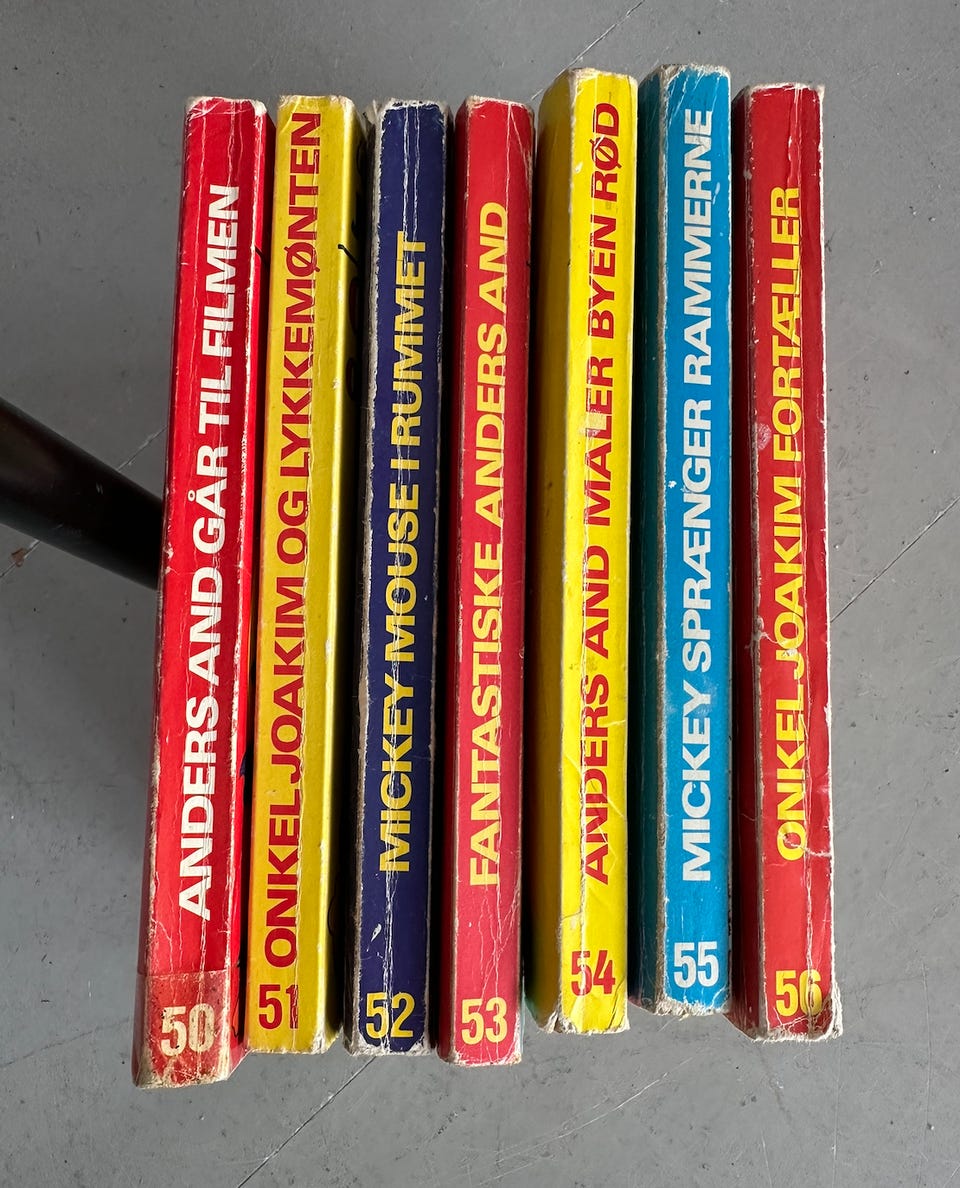 ANDERS AND GÅR TIL FILMEN
50
ONKEL JOAKIM OG LYKKEMØNTEN
51
MICKEY MOUSE I RUMMET
52
FANTASTISKE ANDERS AND
53
ANDERS AND MALER BYEN RØD
54
MICKEY SPRÆNGER RAMMERNE
55
ONKEL JOAKIM FORTÆLLER
56